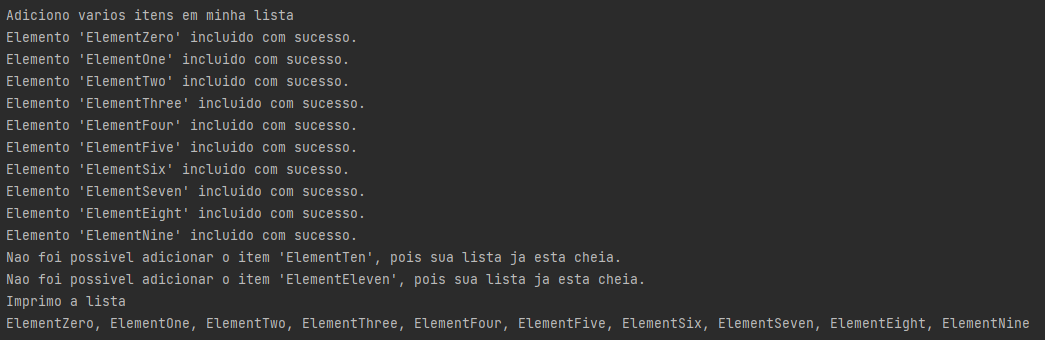 Adiciono varios itens em minha lista
Elemento 'ElementZero' incluido com sucesso.
Elemento 'ElementOne' incluido com sucesso.
Elemento 'ElementTwo' incluido com sucesso.
Elemento 'ElementThree' incluido com sucesso.
Elemento 'ElementFour' incluido com sucesso.
Elemento 'ElementFive' incluido com sucesso.
Elemento 'ElementSix' incluido com sucesso.
Elemento 'ElementSeven' incluido com sucesso.
Elemento 'ElementEight' incluido com sucesso.
Elemento 'ElementNine' incluido com sucesso.
Nao foi possivel adicionar o item 'ElementTen', pois sua lista ja esta cheia.
Nao foi possivel adicionar o item 'ElementEleven', pois sua lista ja esta cheia.
Imprimo a lista
ElementZero, ElementOne, ElementTwo, ElementThree, ElementFour, ElementFive, ElementSix, ElementSeven, ElementEight, ElementNine